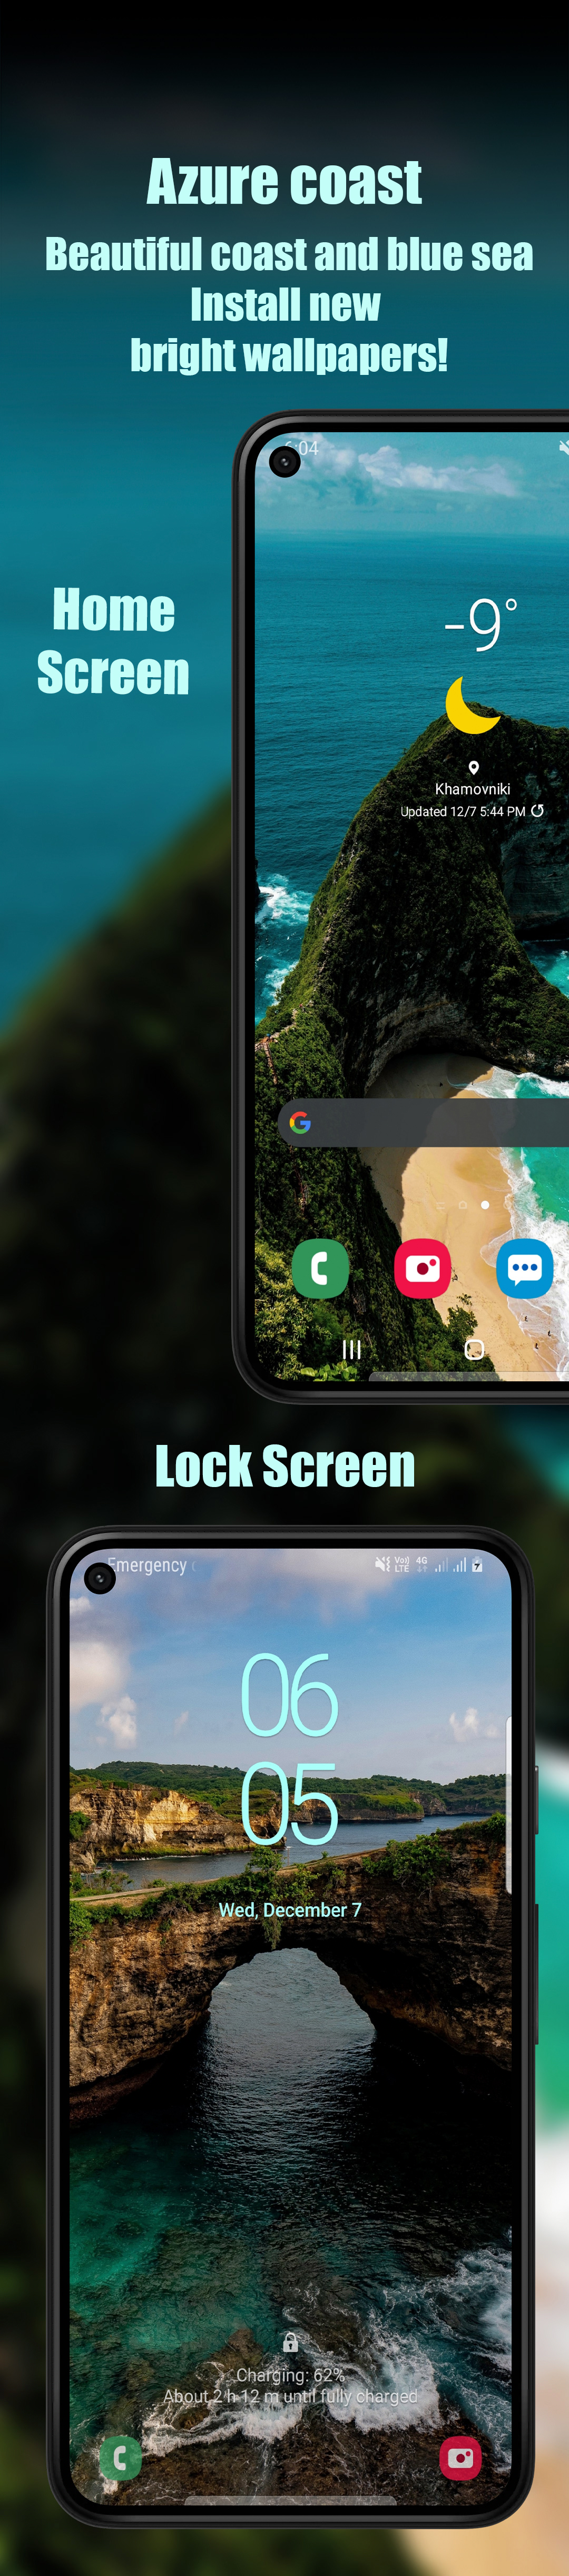 Azure coast
Beautiful coast and blue sea
Install new
bright wallpapers!
:04
Home
Screen
-9°
Khamovniki
Updated 12/7 5:44 PM
G
Lock Screen
Emergency
Vo)) 4G
LTE
06
05
Wed, December 7
Charging: 62%
About 2 h 12 m until fully charged